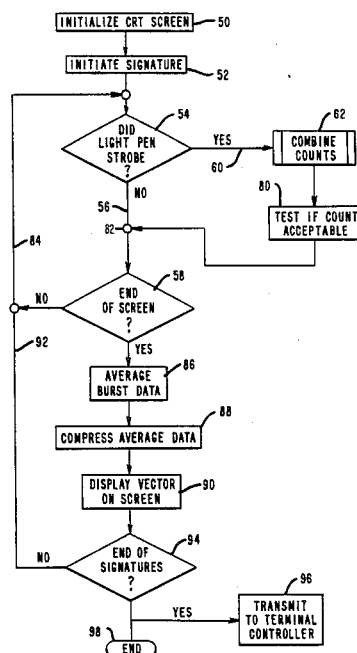 INITIALIZE CRT SCREEN
50
INITIATE SIGNATURE
52
DID
LIGHT PEN
STROBE
?
54
YES
60
COMBINE
COUNTS
62
NO
56
80
TEST IF COUNT
ACCEPTABLE
82
84
END
OF SCREEN
?
58
NO
92
YES
AVERAGE
BURST DATA
86
COMPRESS AVERAGE DATA
88
DISPLAY VECTOR
ON SCREEN
90
END OF
SIGNATURES
?
94
NO
YES
96
TRANSMIT
TO TERMINAL
CONTROLLER
98
END